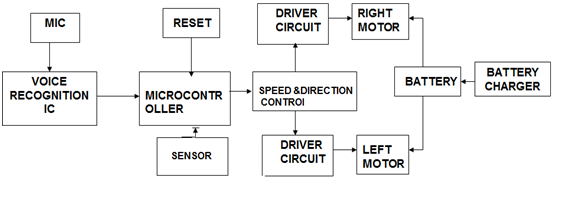 MIC
RESET
DRIVER
CIRCUIT
RIGHT
MOTOR
VOICE
RECOGNITION
IC
MICROCONTR
OLLER
SPEED &DIRECTION
CONTROl
BATTERY
BATTERY
CHARGER
SENSOR
DRIVER
CIRCUIT
LEFT
MOTOR